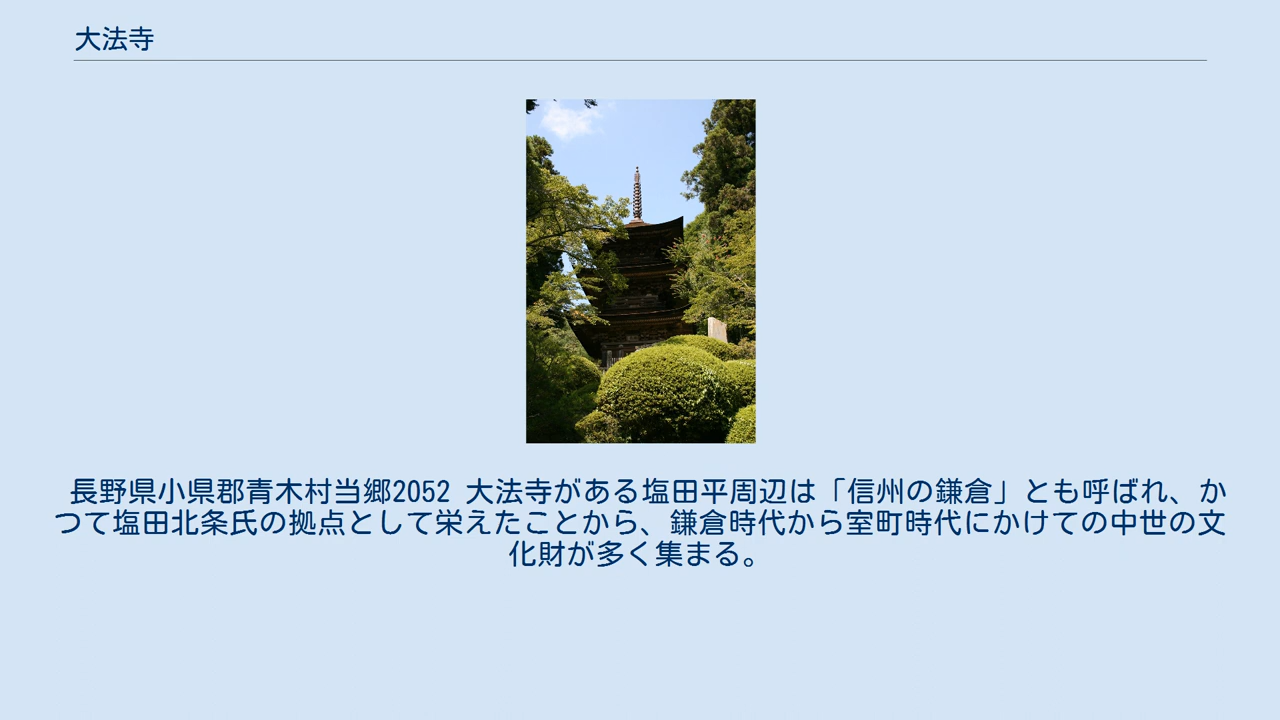 大法寺
長野県小県郡青木村当郷2052 大法寺がある塩田平周辺は「信州の鎌倉」とも呼ばれ、か
つて塩田北条氏の拠点として栄えたことから、鎌倉時代から室町時代にかけての中世の文
化財が多く集まる。